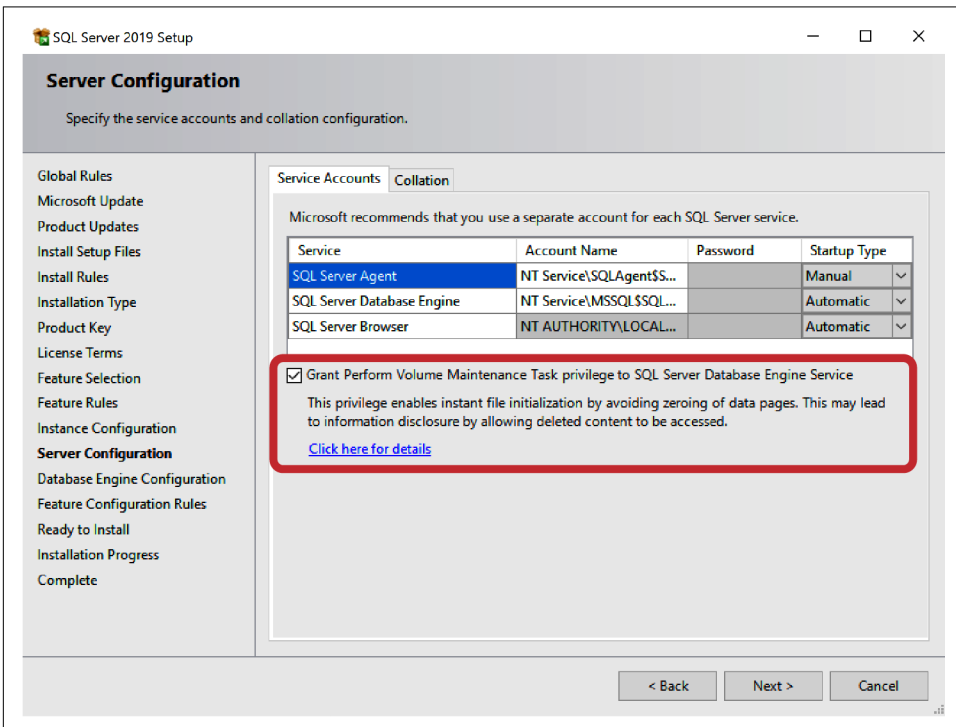 SQL Server 2019 Setup
Server Configuration
Specify the service accounts and collation configuration.
Global Rules
Microsoft Update
Product Updates
Install Setup Files
Install Rules
Installation Type
Product Key
License Terms
Feature Selection
Feature Rules
Instance Configuration
Server Configuration
Database Engine Configuration
Feature Configuration Rules
Ready to Install
Installation Progress
Complete
Service Accounts Collation
Microsoft recommends that you use a separate account for each SQL Server service.
Service Account Name Password Startup Type
SQL Server Agent NT Service\SQLAgent$S... Manual
SQL Server Database Engine NT Service\MSSQL$SQL... Automatic
SQL Server Browser NT AUTHORITY\LOCAL... Automatic
Grant Perform Volume Maintenance Task privilege to SQL Server Database Engine Service
This privilege enables instant file initialization by avoiding zeroing of data pages. This may lead
to information disclosure by allowing deleted content to be accessed.
Click here for details
< Back Next > Cancel